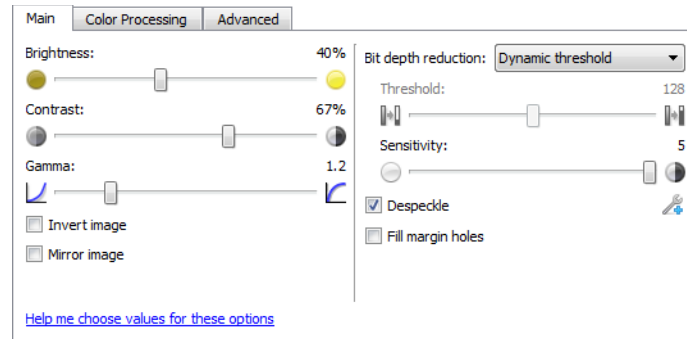 Main
Color Processing
Advanced
Brightness:
40%
Contrast:
67%
Gamma:
1.2
Invert image
Mirror image
Help me choose values for these options
Bit depth reduction:
Dynamic threshold
Threshold:
128
Sensitivity:
5
Despeckle
Fill margin holes